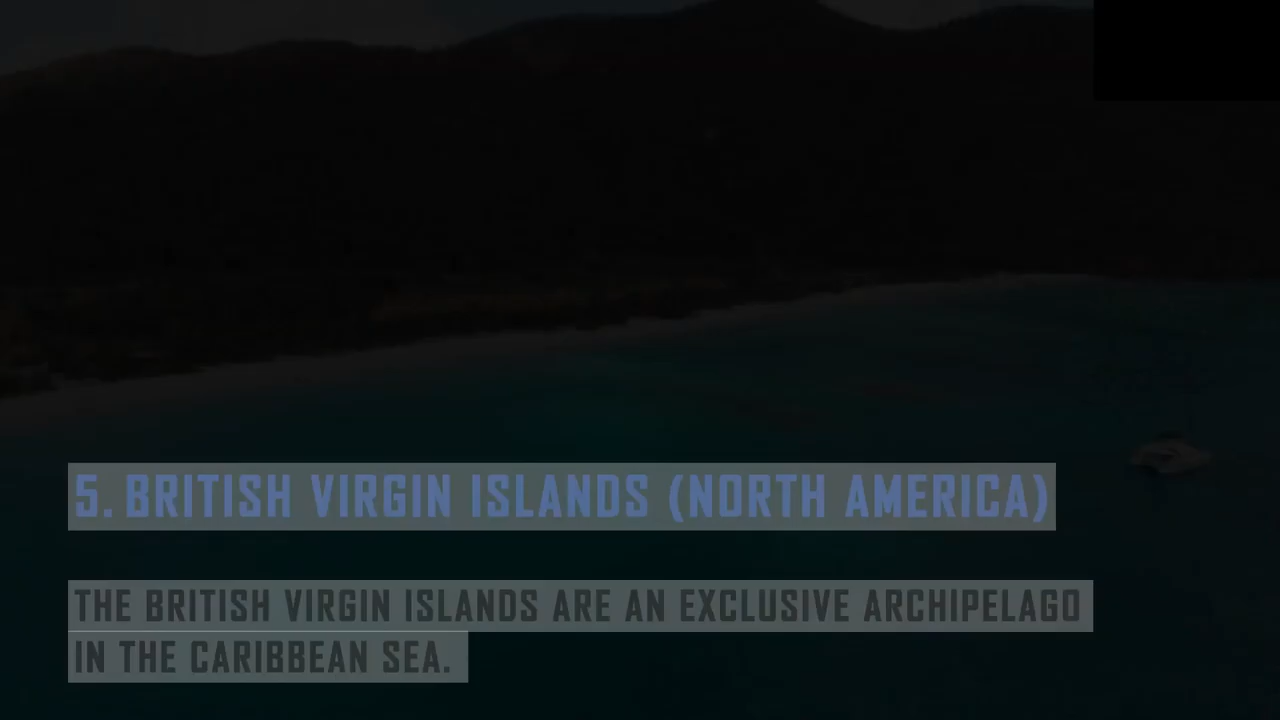 5. BRITISH VIRGIN ISLANDS (NORTH AMERICA)
THE BRITISH VIRGIN ISLANDS ARE AN EXCLUSIVE ARCHIPELAGO
IN THE CARIBBEAN SEA.